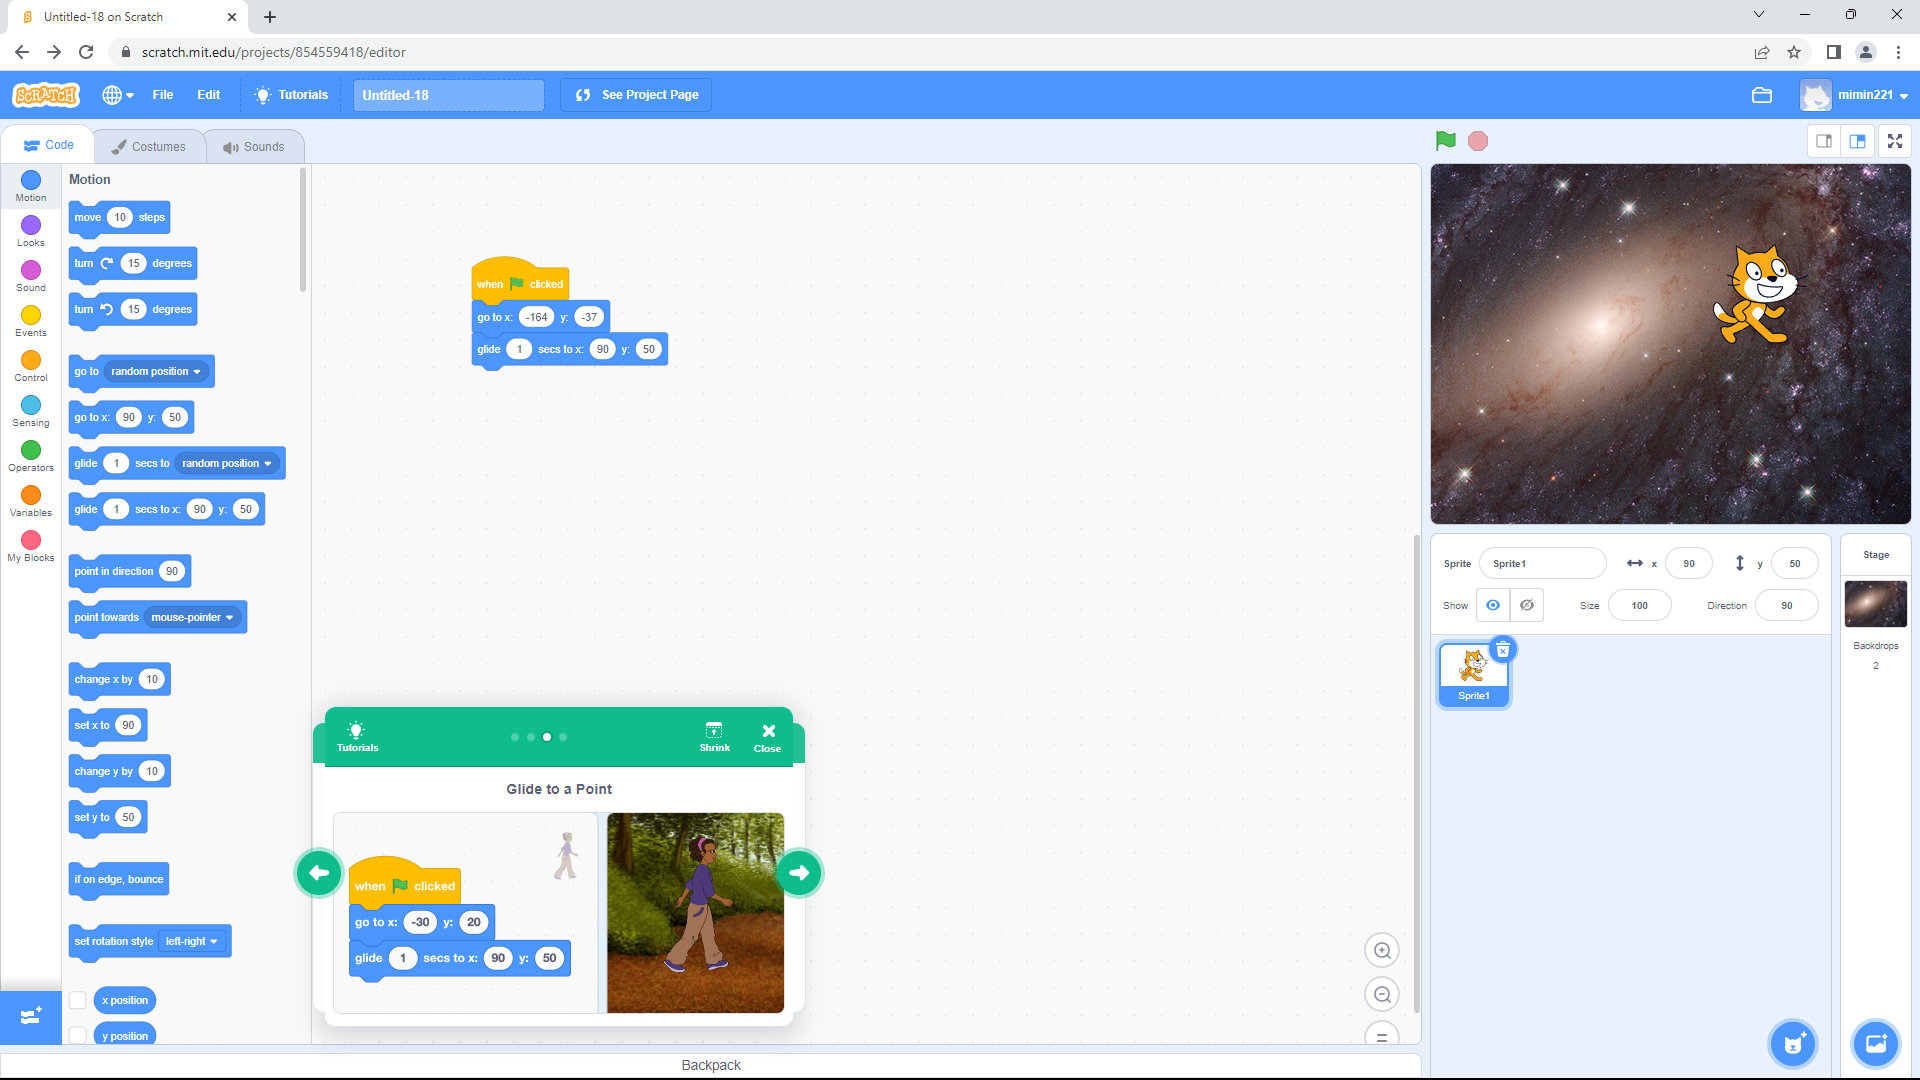 Untitled-18 on Scratch
scratch.mit.edu/projects/854559418/editor
SCRATCH
File
Edit
Tutorials
Untitled-18
See Project Page
mimin221
Code
Costumes
Sounds
Motion
Looks
Sound
Events
Control
Sensing
Operators
Variables
My Blocks
Motion
move 10 steps
turn 15 degrees
turn 15 degrees
go to random position
go to x: 90 y: 50
glide 1 secs to random position
glide 1 secs to x: 90 y: 50
point in direction 90
point towards mouse-pointer
change x by 10
set x to 90
change y by 10
set y to 50
if on edge, bounce
set rotation style left-right
x position
y position
when clicked
go to x: -164 y: -37
glide 1 secs to x: 90 y: 50
Tutorials
Shrink
Close
Glide to a Point
when clicked
go to x: -30 y: 20
glide 1 secs to x: 90 y: 50
Backpack
Sprite Sprite1 x 90 y 50
Show Size 100 Direction 90
Sprite1
Stage
Backdrops
2